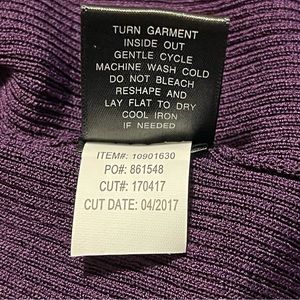 TURN GARMENT
INSIDE OUT
GENTLE CYCLE
MACHINE WASH COLD
DO NOT BLEACH
RESHAPE AND
LAY FLAT TO DRY
COOL IRON
IF NEEDED
ITEM#: 10901630
PO#: 861548
CUT#: 170417
CUT DATE: 04/2017